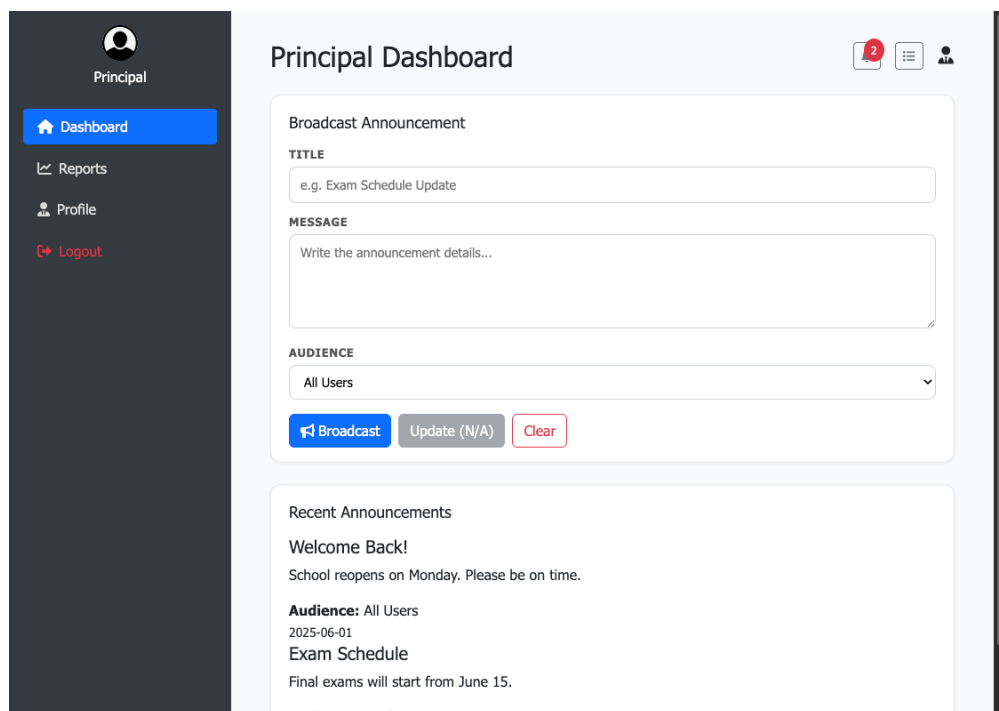 Principal
Dashboard
Reports
Profile
Logout
Principal Dashboard
2
Broadcast Announcement
TITLE
e.g. Exam Schedule Update
MESSAGE
Write the announcement details...
AUDIENCE
All Users
Broadcast
Update (N/A)
Clear
Recent Announcements
Welcome Back!
School reopens on Monday. Please be on time.
Audience: All Users
2025-06-01
Exam Schedule
Final exams will start from June 15.